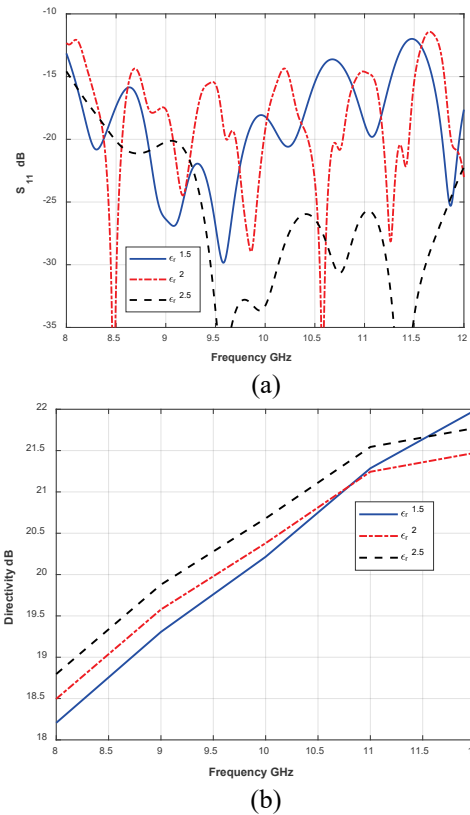 -10
-15
-20
-25
-30
-35
S 11 dB
ϵr 1.5
ϵr 2
ϵr 2.5
8 8.5 9 9.5 10 10.5 11 11.5 12
Frequency GHz
(a)
22
21.5
21
20.5
20
19.5
19
18.5
18
Directivity dB
ϵr 1.5
ϵr 2
ϵr 2.5
8 8.5 9 9.5 10 10.5 11 11.5 12
Frequency GHz
(b)